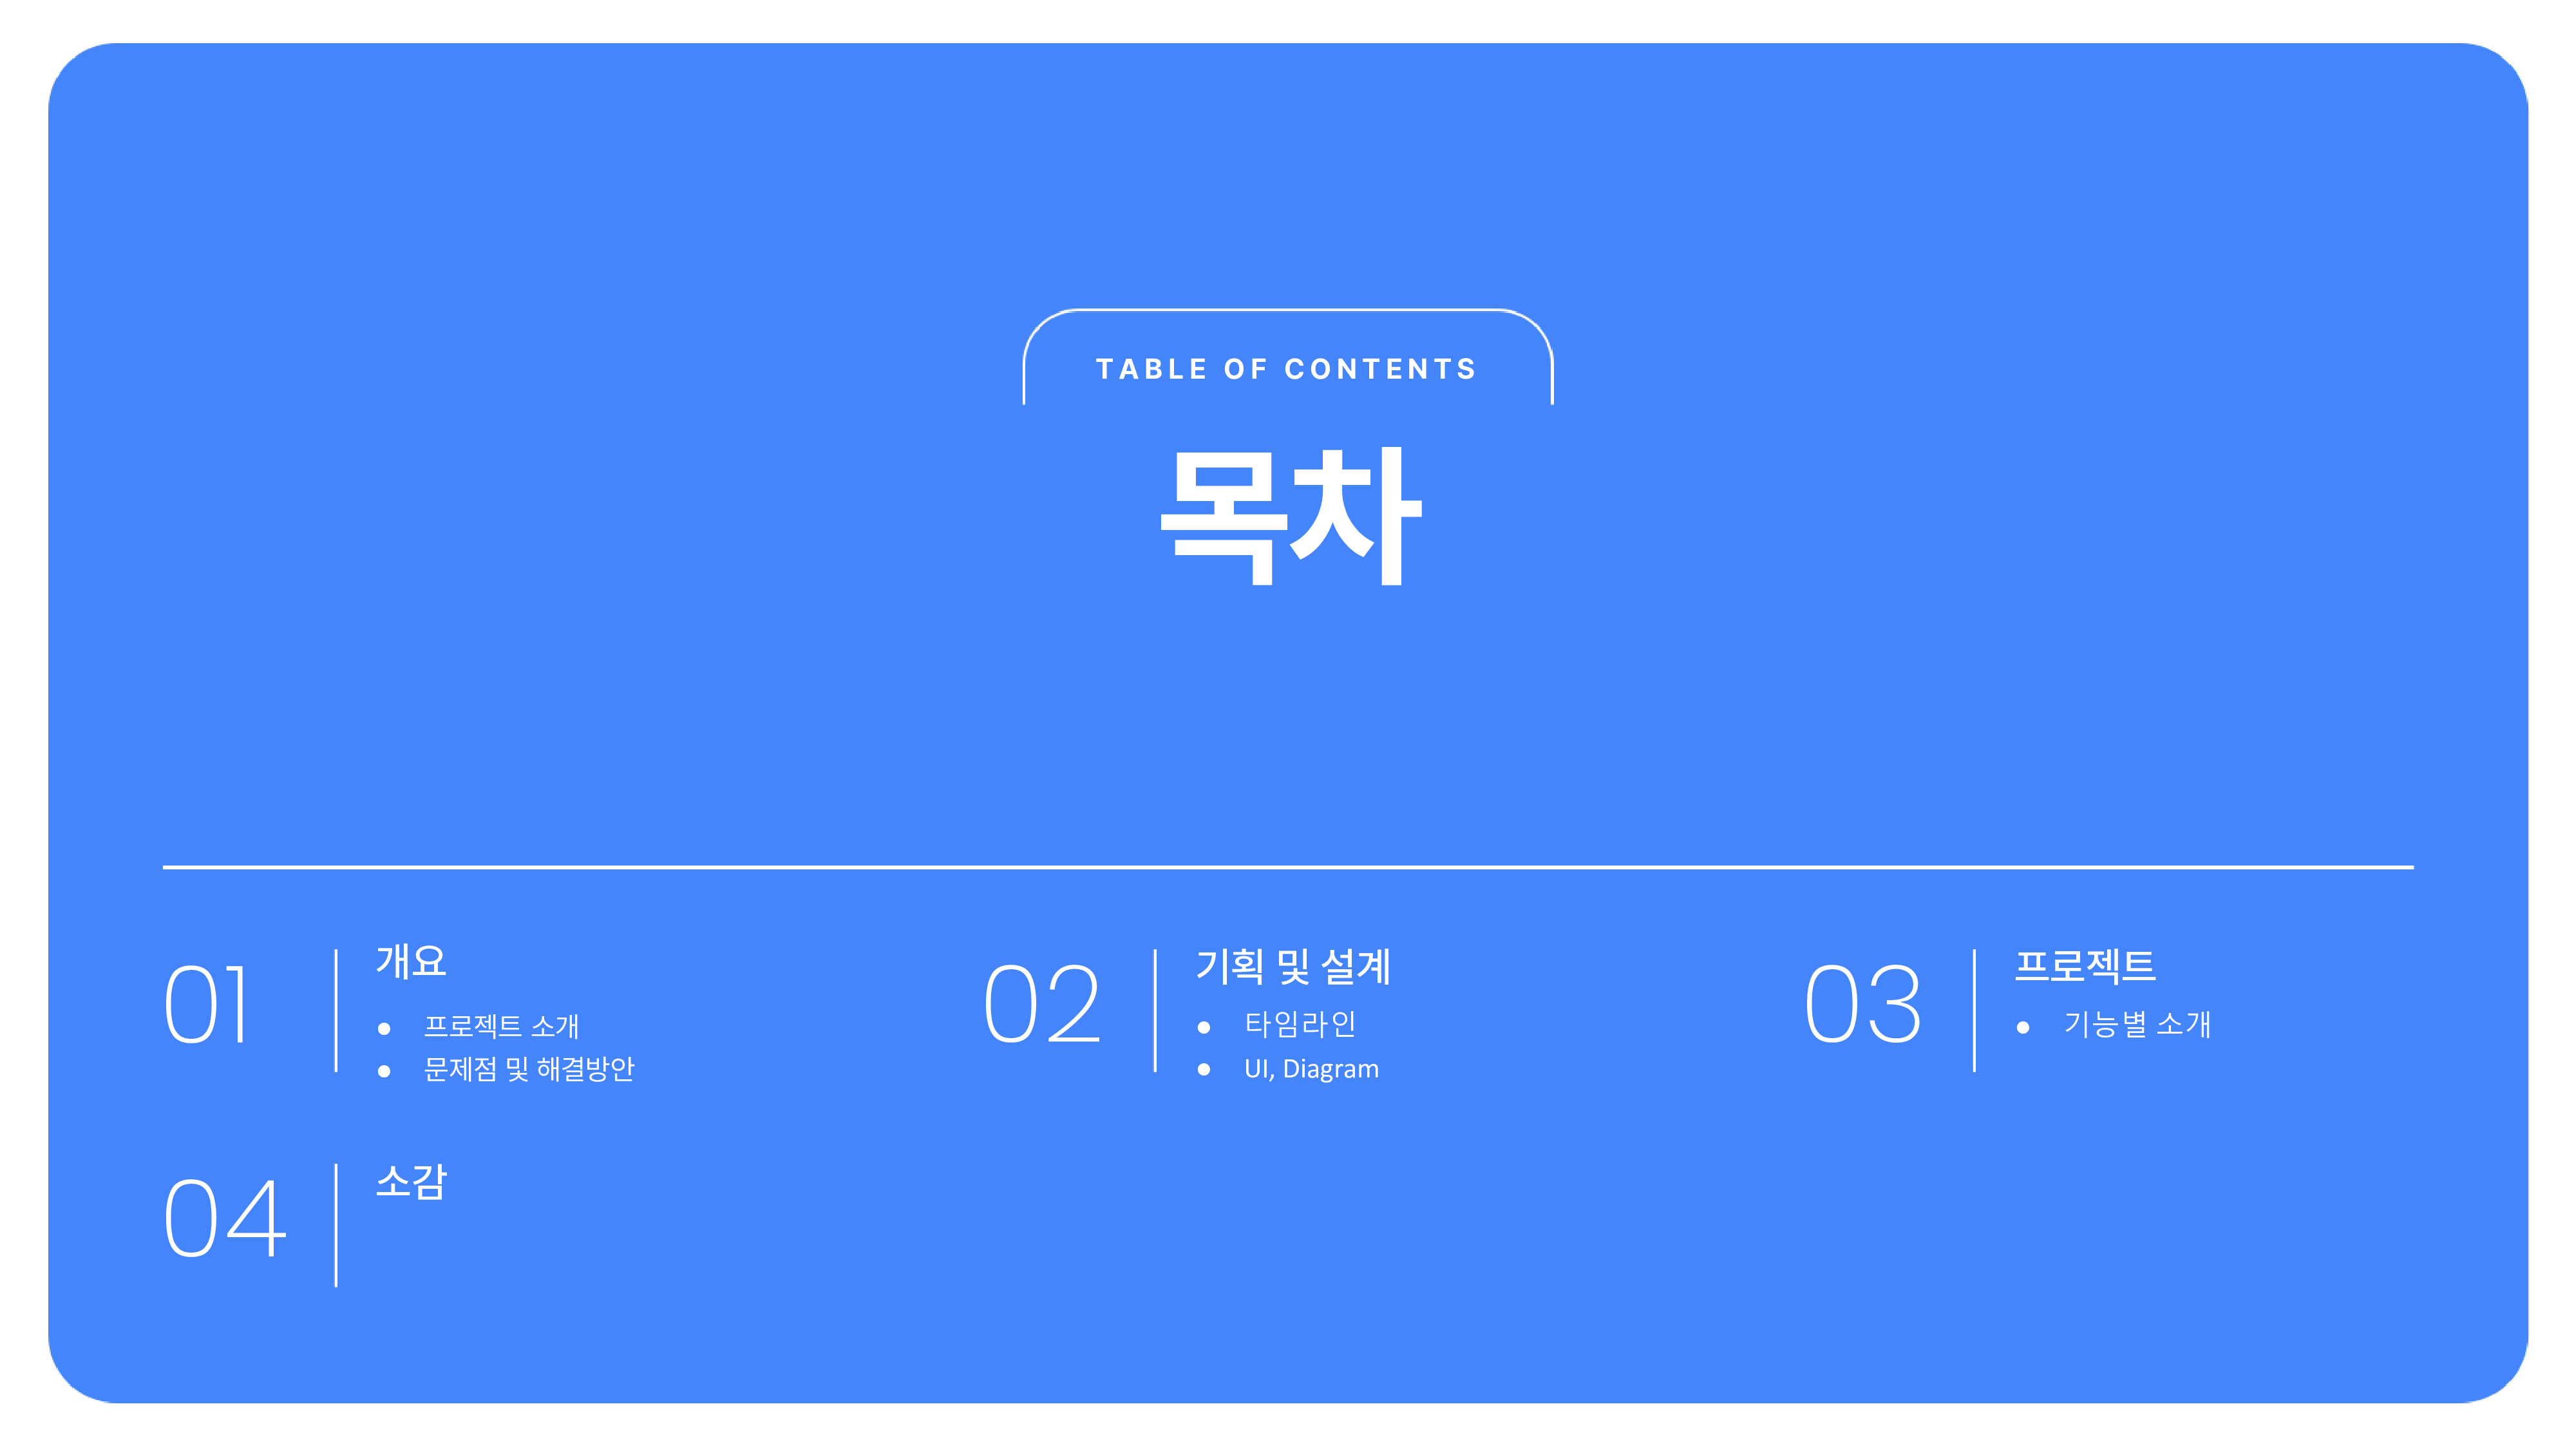 TABLE OF CONTENTS
목차
01
개요
● 프로젝트 소개
● 문제점 및 해결방안
02
기획 및 설계
● 타임라인
● UI, Diagram
03
프로젝트
● 기능별 소개
04
소감